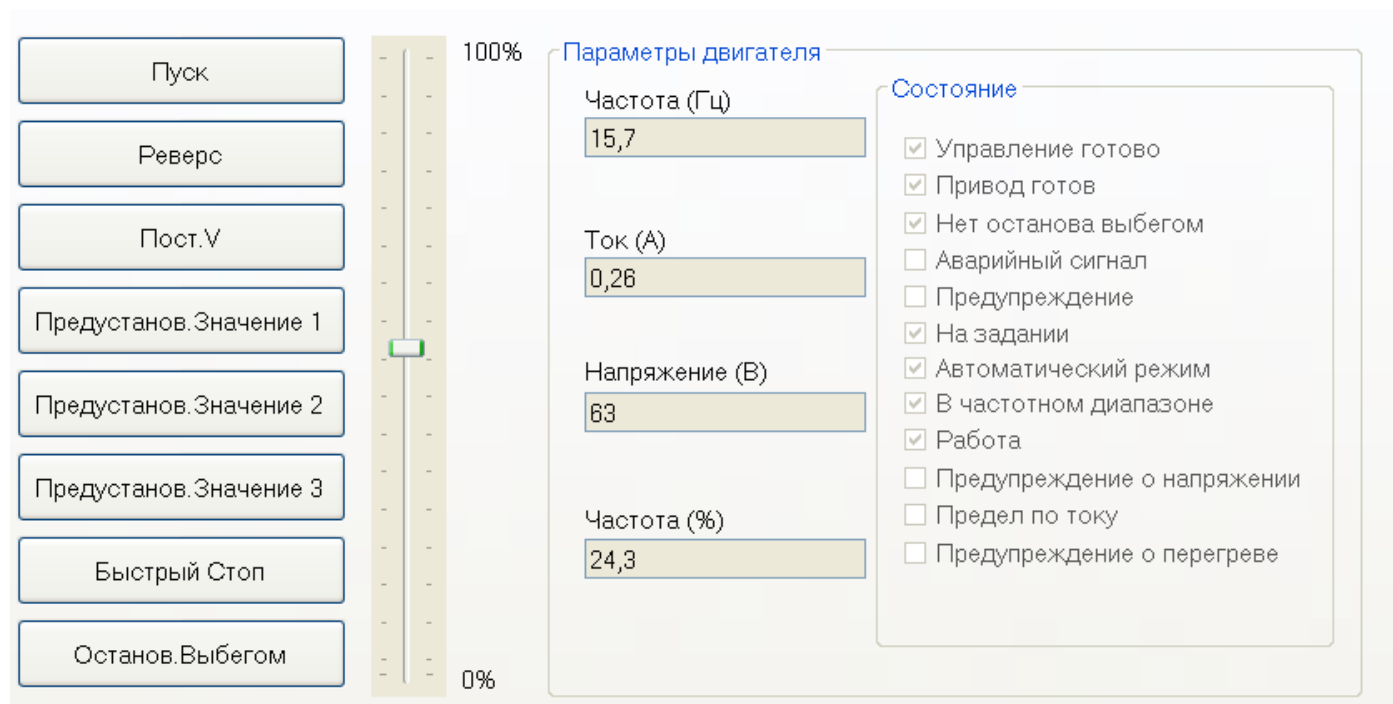 Пуск
Реверс
Пост.V
Предустанов.Значение 1
Предустанов.Значение 2
Предустанов.Значение 3
Быстрый Стоп
Останов.Выбегом
100%
0%
Параметры двигателя
Частота (Гц)
15,7
Ток (А)
0,26
Напряжение (В)
63
Частота (%)
24,3
Состояние
Управление готово
Привод готов
Нет останова выбегом
Аварийный сигнал
Предупреждение
На задании
Автоматический режим
В частотном диапазоне
Работа
Предупреждение о напряжении
Предел по току
Предупреждение о перегреве